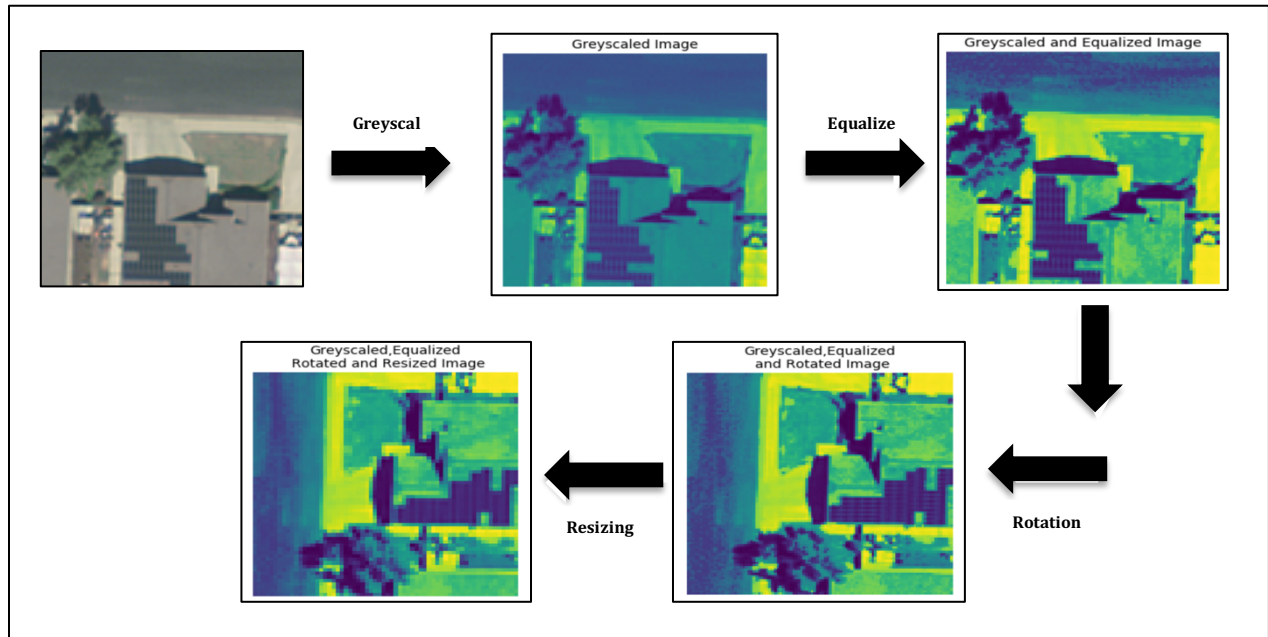 Greyscaled Image
Greyscaled and Equalized Image
Greyscal
Equalize
Greyscaled,Equalized
Rotated and Resized Image
Greyscaled,Equalized
and Rotated Image
Resizing
Rotation